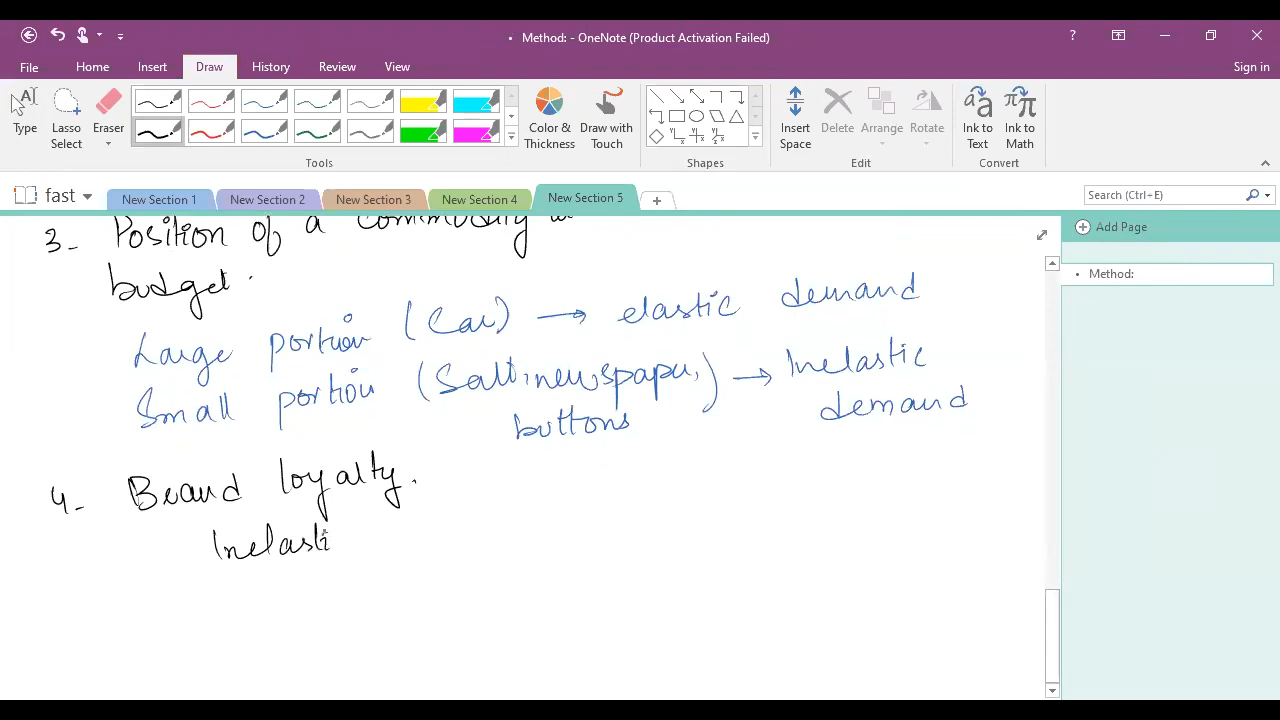 Method: - OneNote (Product Activation Failed)
File Home Insert Draw History Review View Sign in
Type Lasso Select Eraser Color & Thickness Draw with Touch Insert Space Delete Arrange Rotate Ink to Text Ink to Math
Tools Shapes Edit Convert
fast New Section 1 New Section 2 New Section 3 New Section 4 New Section 5 Search (Ctrl+E)
Add Page
Method:
3- Position of a commodity
budget.
Large portion (Car) → elastic demand
Small portion (Salt, newspaper, buttons) → Inelastic demand
4- Brand loyalty.
Inelasti